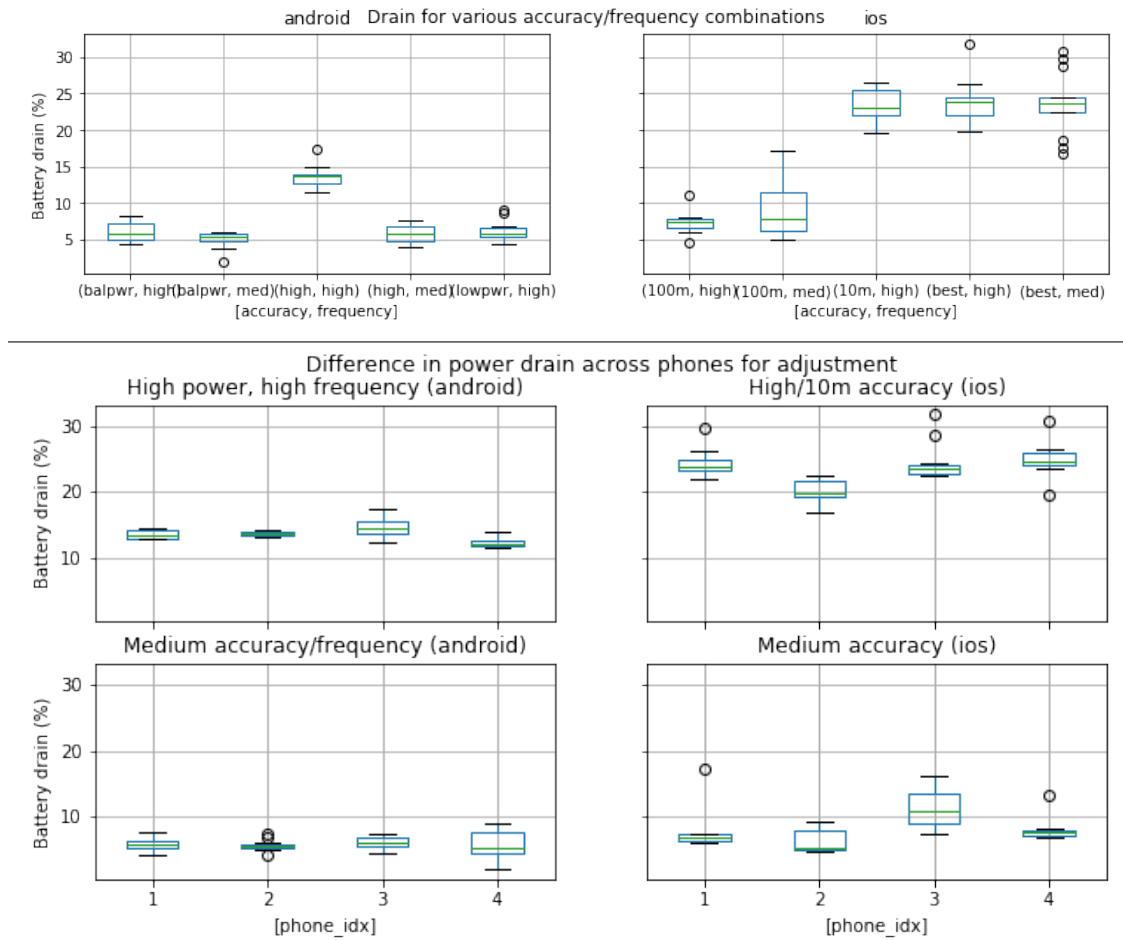 android Drain for various accuracy/frequency combinations ios
30
25
20
15
10
5
Battery drain (%)
(balpwr, high) (balpwr, med) (high, high) (high, med) (lowpwr, high)
[accuracy, frequency]
(100m, high) (100m, med) (10m, high) (best, high) (best, med)
[accuracy, frequency]
Difference in power drain across phones for adjustment
High power, high frequency (android)
30
20
10
Battery drain (%)
High/10m accuracy (ios)
Medium accuracy/frequency (android)
30
20
10
Battery drain (%)
1 2 3 4
[phone_idx]
Medium accuracy (ios)
1 2 3 4
[phone_idx]